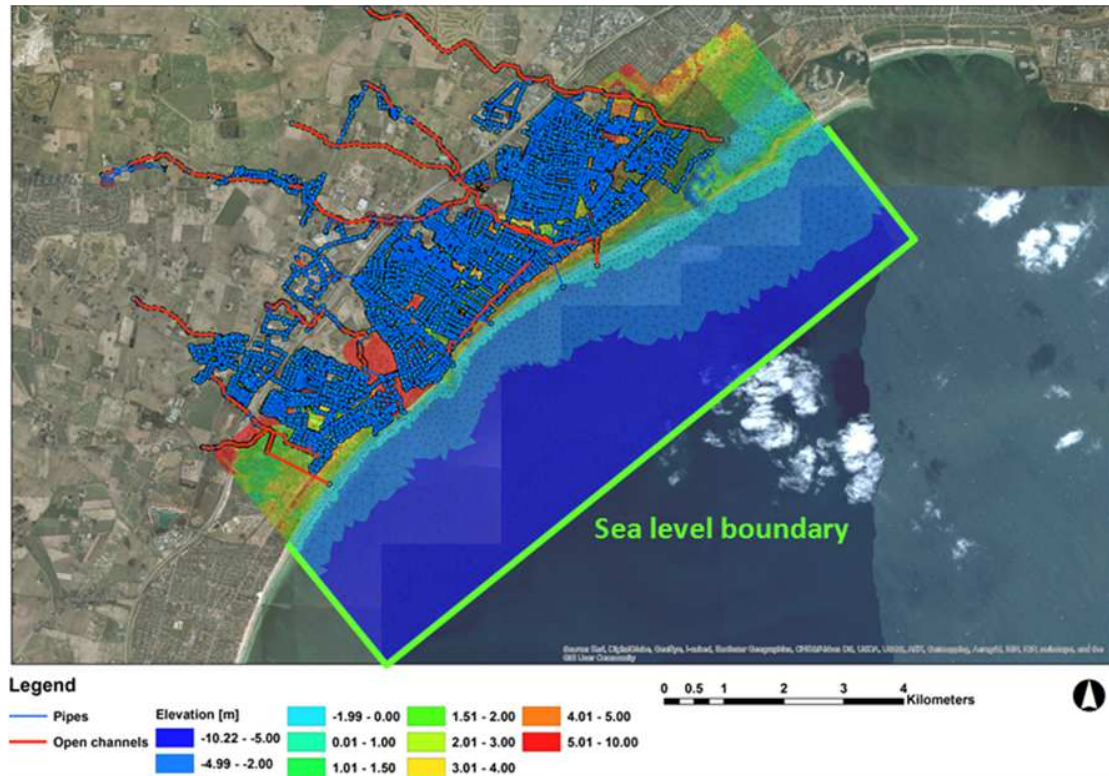 Sea level boundary
Legend
Pipes
Open channels
Elevation [m]
-10.22 - -5.00
-4.99 - -2.00
-1.99 - 0.00
0.01 - 1.00
1.01 - 1.50
1.51 - 2.00
2.01 - 3.00
3.01 - 4.00
4.01 - 5.00
5.01 - 10.00
0 0.5 1 2 3 4
Kilometers